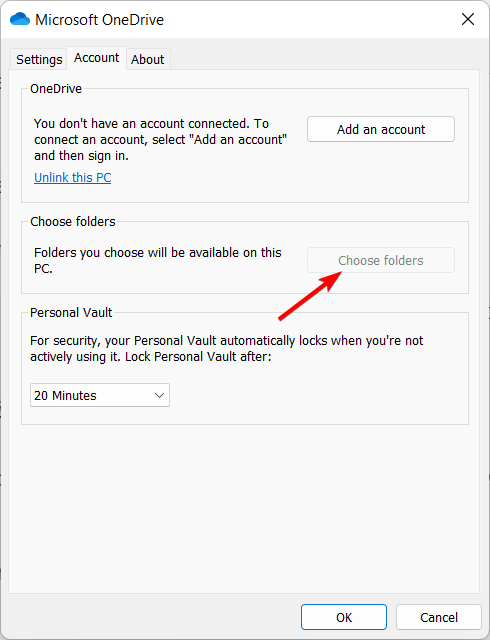 Microsoft OneDrive
Settings Account About
OneDrive
You don't have an account connected. To
connect an account, select "Add an account"
and then sign in.
Add an account
Unlink this PC
Choose folders
Folders you choose will be available on this
PC.
Choose folders
Personal Vault
For security, your Personal Vault automatically locks when you're not
actively using it. Lock Personal Vault after:
20 Minutes
OK Cancel